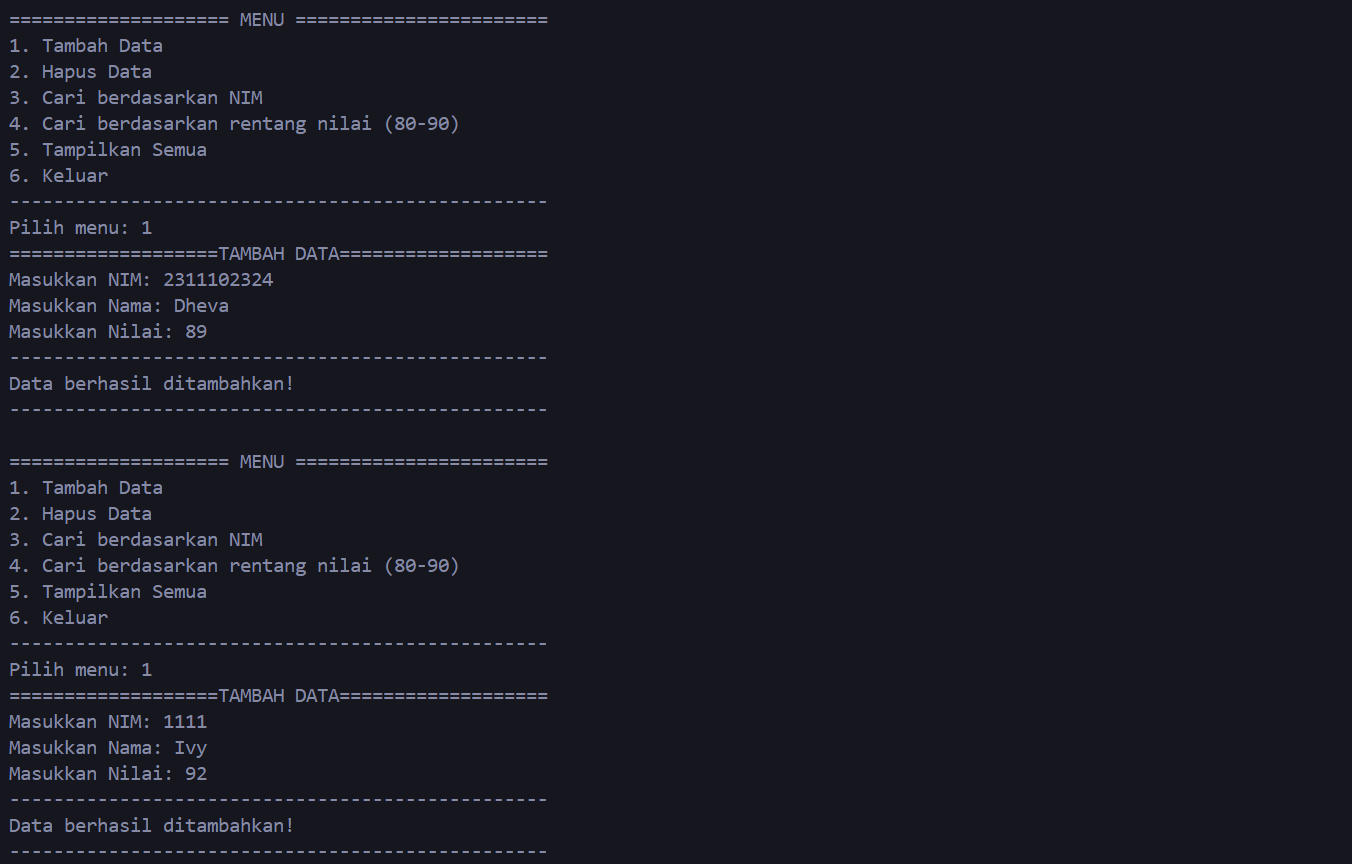 ==================== MENU =======================
1. Tambah Data
2. Hapus Data
3. Cari berdasarkan NIM
4. Cari berdasarkan rentang nilai (80-90)
5. Tampilkan Semua
6. Keluar
-------------------------------------------------
Pilih menu: 1
===================TAMBAH DATA===================
Masukkan NIM: 2311102324
Masukkan Nama: Dheva
Masukkan Nilai: 89
-------------------------------------------------
Data berhasil ditambahkan!
-------------------------------------------------
==================== MENU =======================
1. Tambah Data
2. Hapus Data
3. Cari berdasarkan NIM
4. Cari berdasarkan rentang nilai (80-90)
5. Tampilkan Semua
6. Keluar
-------------------------------------------------
Pilih menu: 1
===================TAMBAH DATA===================
Masukkan NIM: 1111
Masukkan Nama: Ivy
Masukkan Nilai: 92
-------------------------------------------------
Data berhasil ditambahkan!
-------------------------------------------------